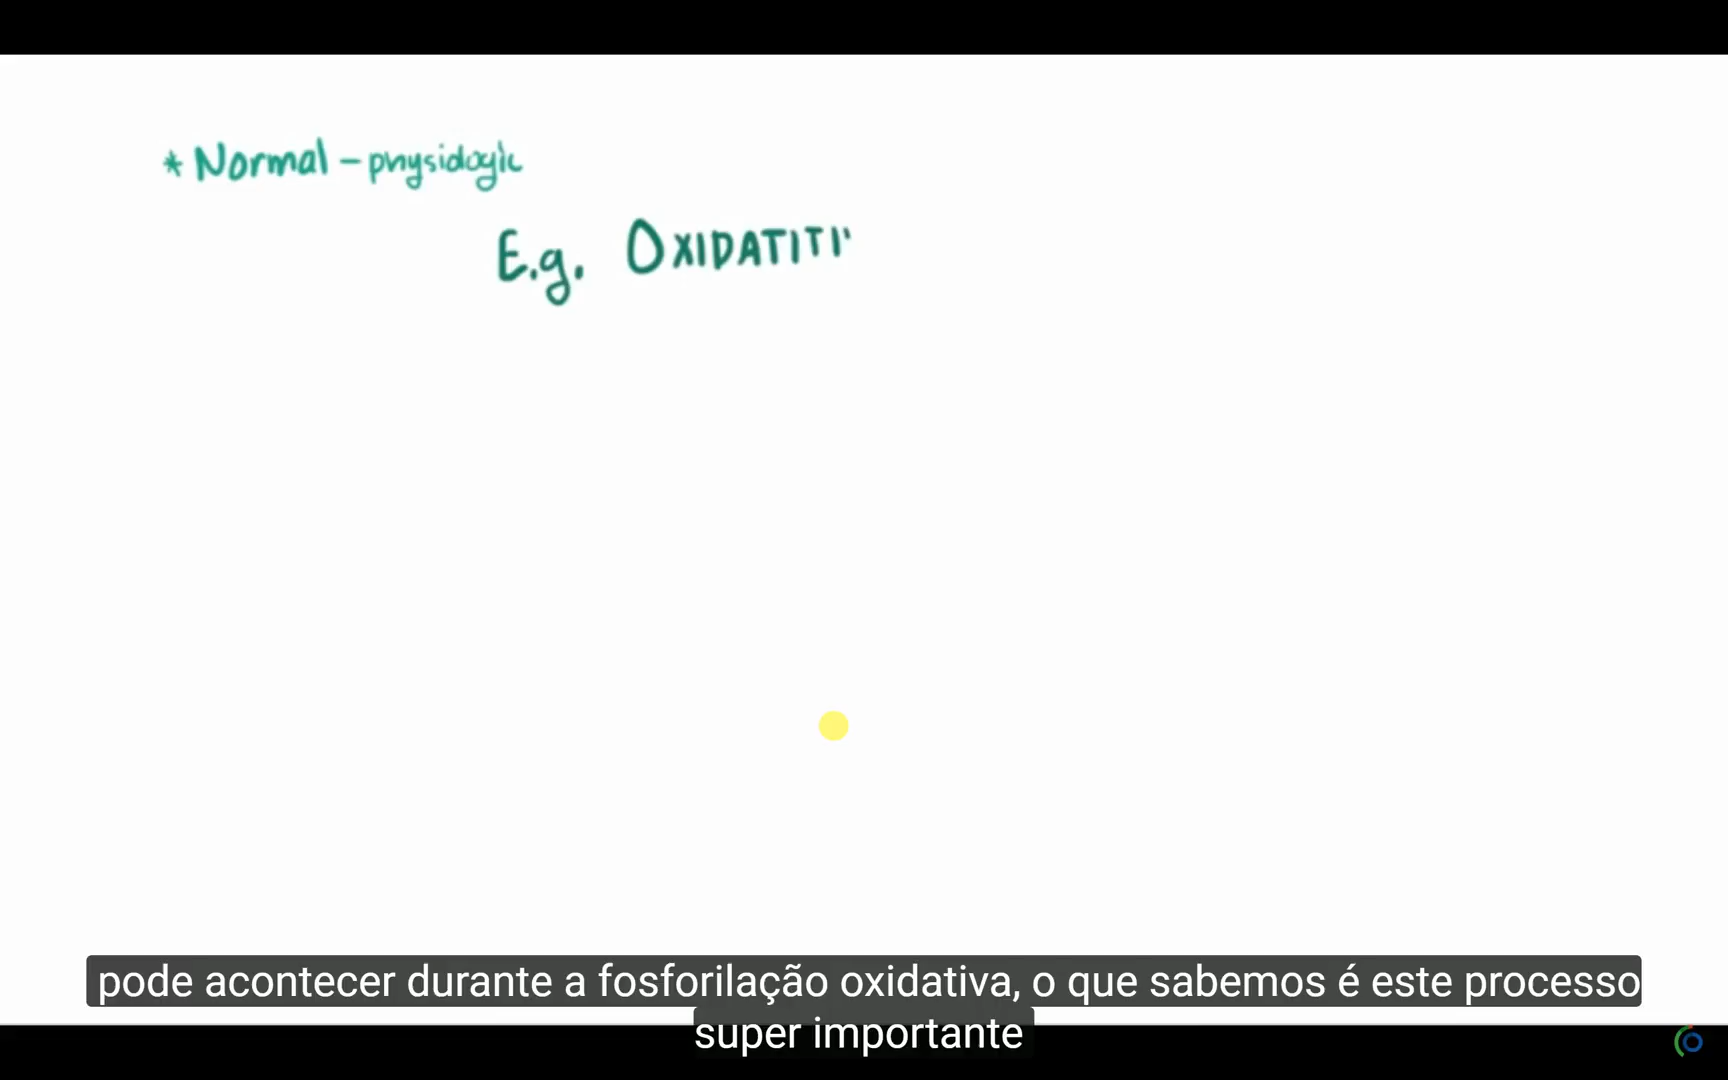 * Normal - physiologic
E.g. OXIDATITI'
pode acontecer durante a fosforilação oxidativa, o que sabemos é este processo
super importante